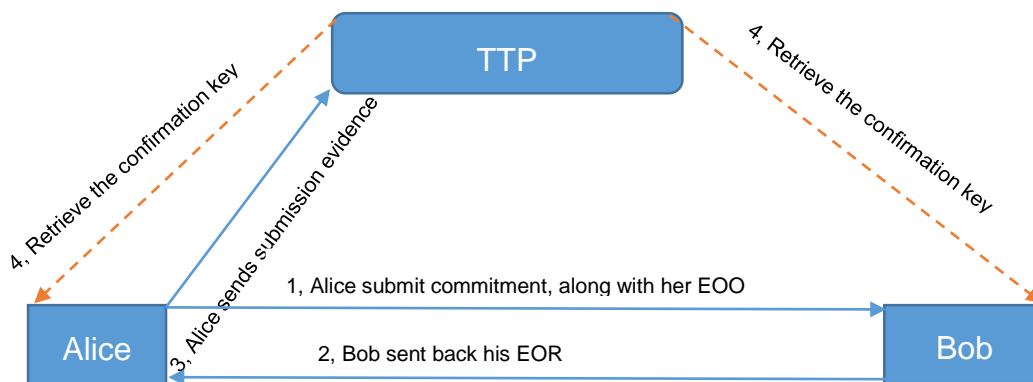 TTP
4, Retrieve the confirmation key
4, Retrieve the confirmation key
3, Alice sends submission evidence
1, Alice submit commitment, along with her EOO
Alice
2, Bob sent back his EOR
Bob